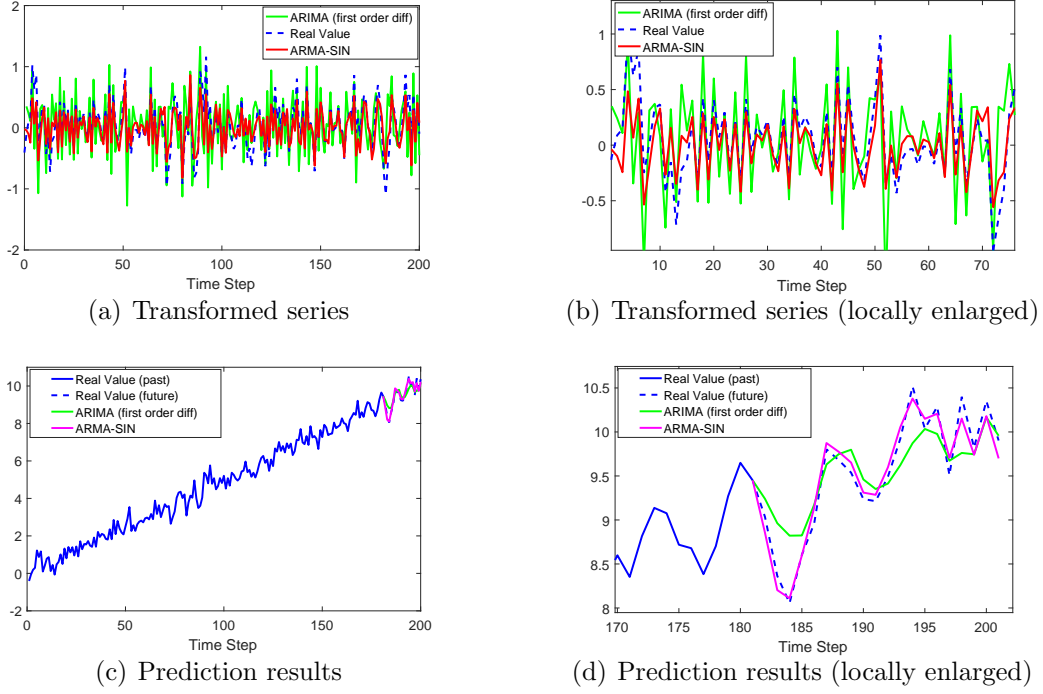 2
1
0
-1
-2
0
50
100
150
200
Time Step
ARIMA (first order diff)
Real Value
ARMA-SIN
(a) Transformed series
1
0.5
0
-0.5
10
20
30
40
50
60
70
Time Step
ARIMA (first order diff)
Real Value
ARMA-SIN
(b) Transformed series (locally enlarged)
10
8
6
4
2
0
-2
0
50
100
150
200
Time Step
Real Value (past)
Real Value (future)
ARIMA (first order diff)
ARMA-SIN
(c) Prediction results
10.5
10
9.5
9
8.5
8
170
175
180
185
190
195
200
Time Step
Real Value (past)
Real Value (future)
ARIMA (first order diff)
ARMA-SIN
(d) Prediction results (locally enlarged)